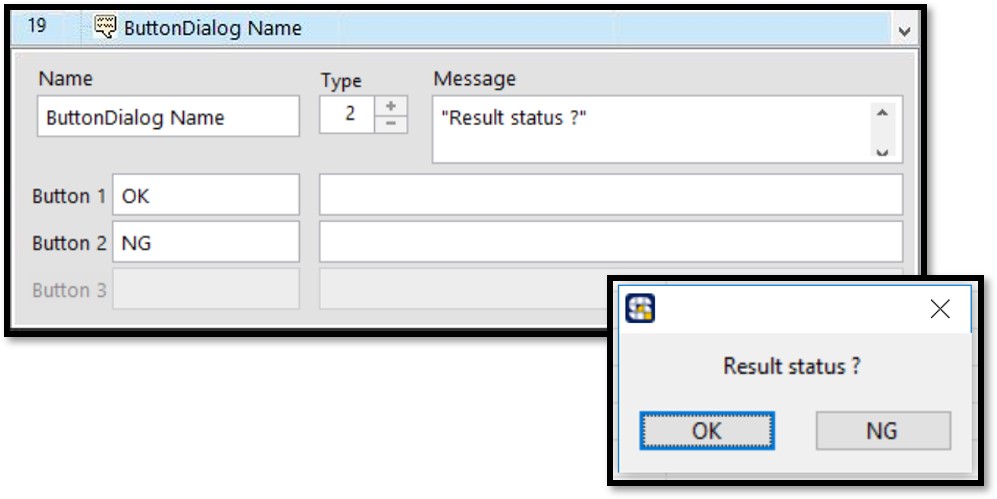 19 ButtonDialog Name
Name Type Message
ButtonDialog Name 2 + − "Result status ?"
Button 1 OK
Button 2 NG
Button 3
Result status ?
OK NG